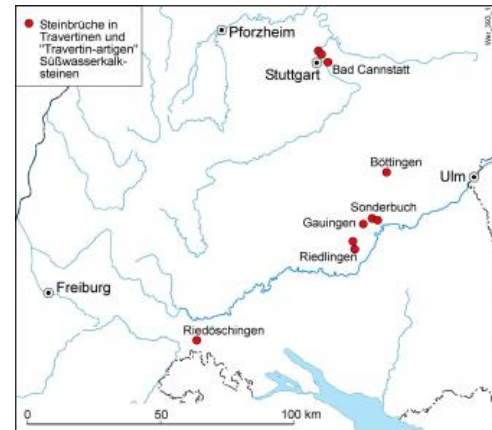 Steinbrüche in
Travertinen und
"Travertin-artigen"
Süßwasserkalk-
steinen
Pforzheim
Stuttgart
Bad Cannstatt
Böttingen
Ulm
Sonderbuch
Gauingen
Riedlingen
Freiburg
Riedöschingen
0 50 100 km